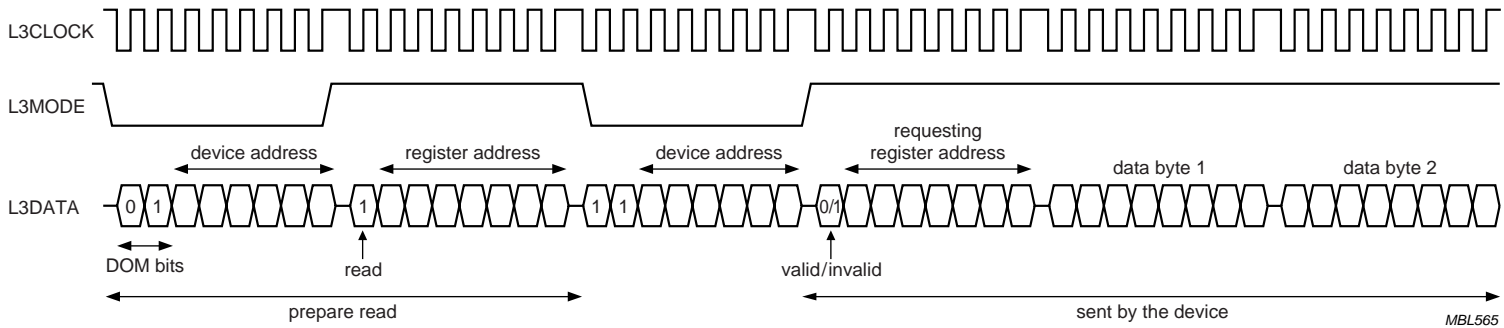 L3CLOCK
L3MODE
requesting
device address
register address
device address
register address
data byte 1
data byte 2
L3DATA
0
1
1
1
1
0/1
DOM bits
read
valid/invalid
prepare read
sent by the device
MBL565